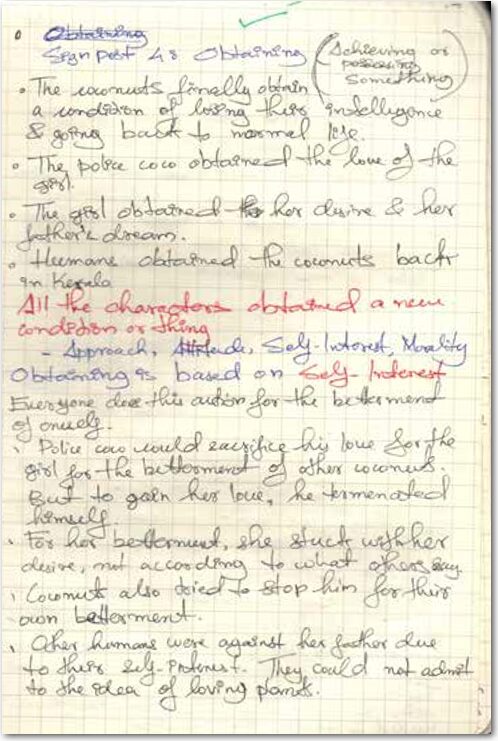 Obtaining
Signpost 48 Obtaining (Achieving or
possessing
something)
The coconuts finally obtain
a condition of losing their intelligence
& going back to normal life.
The police coco obtained the love of the
girl.
The girl obtained her desire & her
father's dream.
Humans obtained the coconuts back
in Kerala
All the characters obtained a new
condition or thing
- Approach, Attitude, Self-Interest, Morality
Obtaining is based on Self-Interest
Everyone does this action for the betterment
of oneself.
Police coco could sacrifice his love for the
girl for the betterment of other coconuts.
But to gain her love, he termenated
himself.
For her betterment, she stuck with her
desire, not according to what others say
Coconuts also tried to stop him for their
own betterment.
Other humans were against her father due
to their self-interest. They could not admit
to the idea of loving plants.